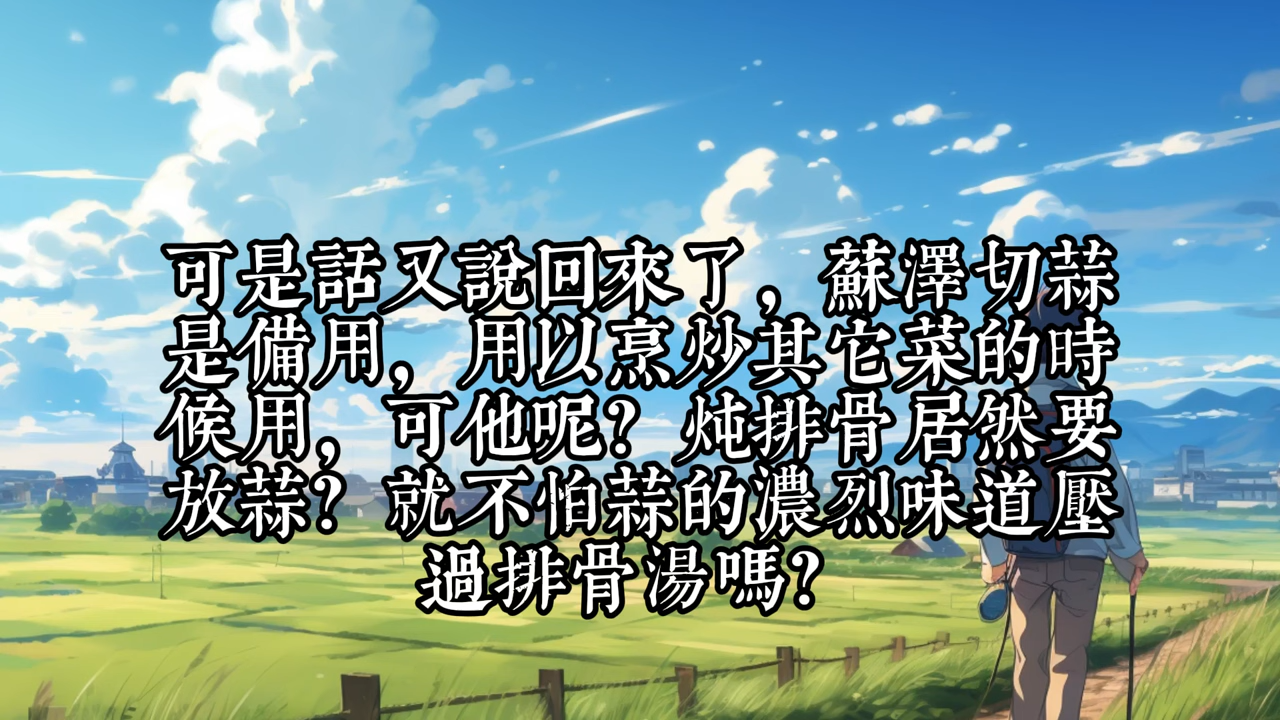 可是話又說回來了，蘇澤切蒜
是備用，用以烹炒其它菜的時
候用，可他呢？炖排骨居然要
放蒜？就不怕蒜的濃烈味道壓
過排骨湯嗎？